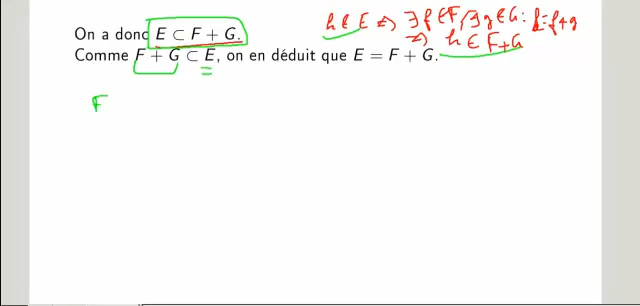 On a donc E ⊂ F + G.
h ∈ E ⇒ ∃ f ∈ F, ∃ g ∈ G : h = f + g
⇒ h ∈ F + G
Comme F + G ⊂ E, on en déduit que E = F + G.
F